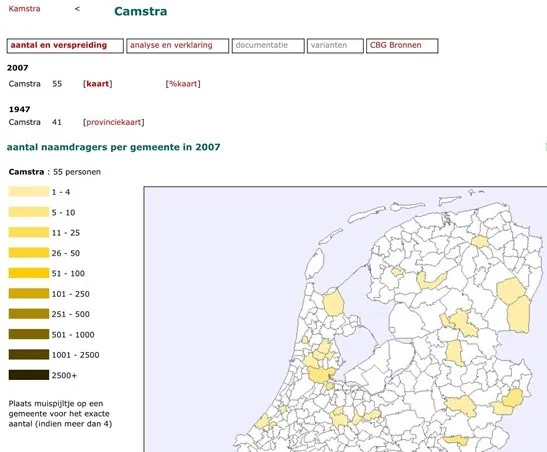 Kamstra < Camstra
aantal en verspreiding analyse en verklaring documentatie varianten CBG Bronnen
2007
Camstra 55 [kaart] [%kaart]
1947
Camstra 41 [provinciekaart]
aantal naamdragers per gemeente in 2007
Camstra : 55 personen
1 - 4
5 - 10
11 - 25
26 - 50
51 - 100
101 - 250
251 - 500
501 - 1000
1001 - 2500
2500+
Plaats muispijltje op een
gemeente voor het exacte
aantal (indien meer dan 4)